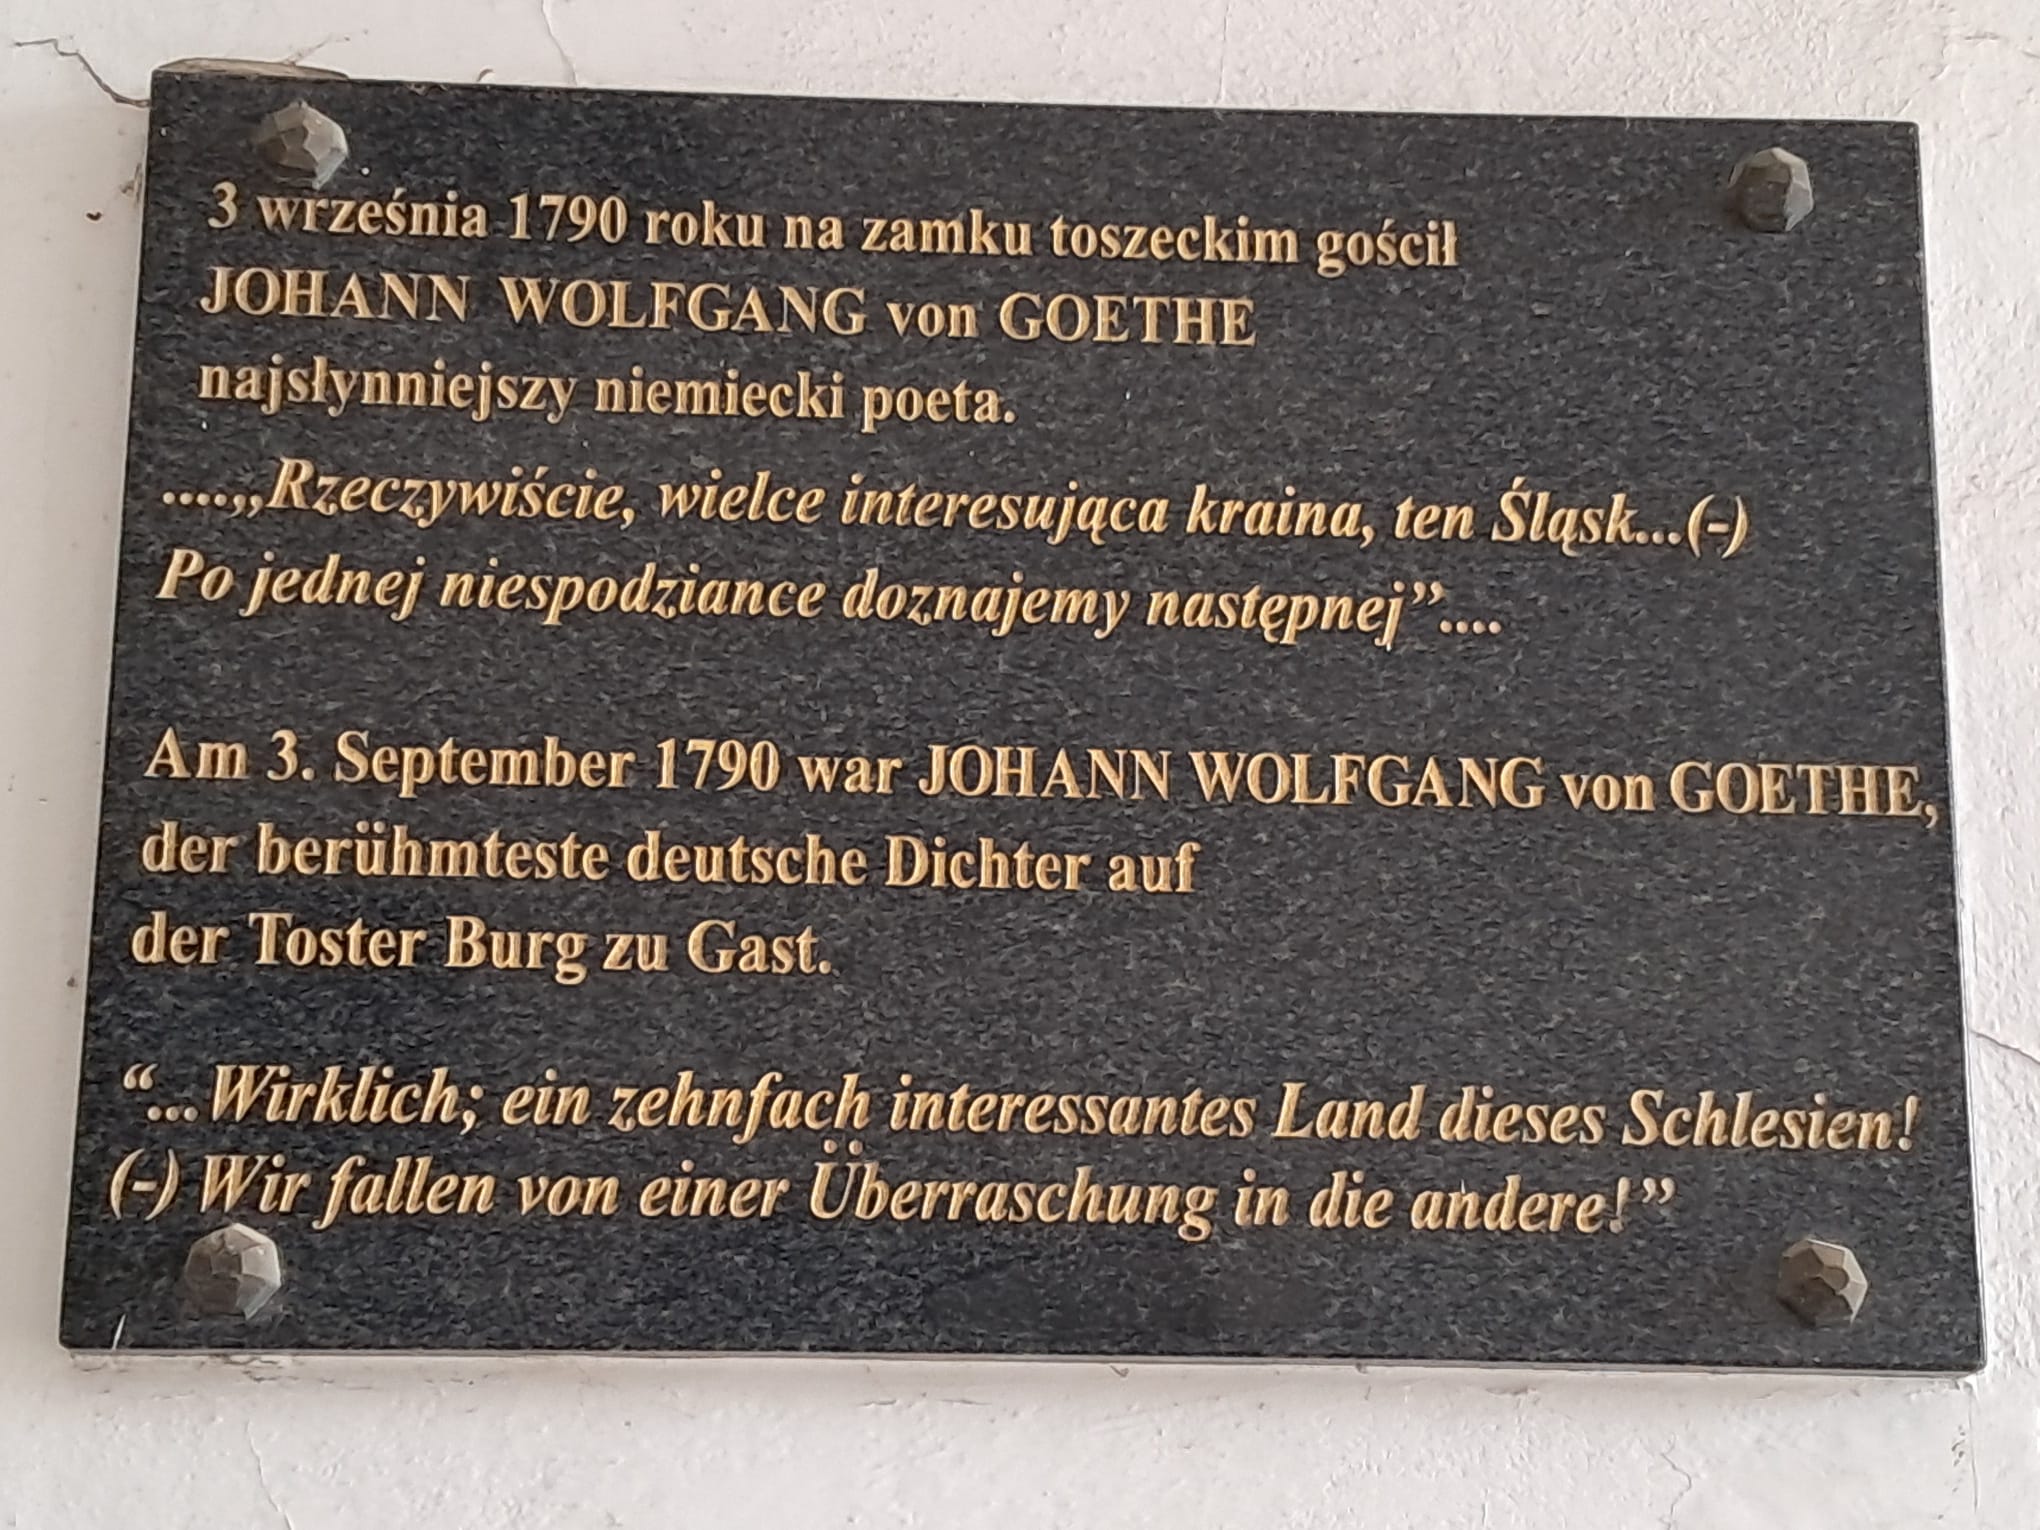 3 września 1790 roku na zamku toszeckim gościł
JOHANN WOLFGANG von GOETHE
najsłynniejszy niemiecki poeta.
....,,Rzeczywiście, wielce interesująca kraina, ten Śląsk...(-)
Po jednej niespodziance doznajemy następnej”....
Am 3. September 1790 war JOHANN WOLFGANG von GOETHE,
der berühmteste deutsche Dichter auf
der Toster Burg zu Gast.
“...Wirklich; ein zehnfach interessantes Land dieses Schlesien!
(-) Wir fallen von einer Überraschung in die andere!”